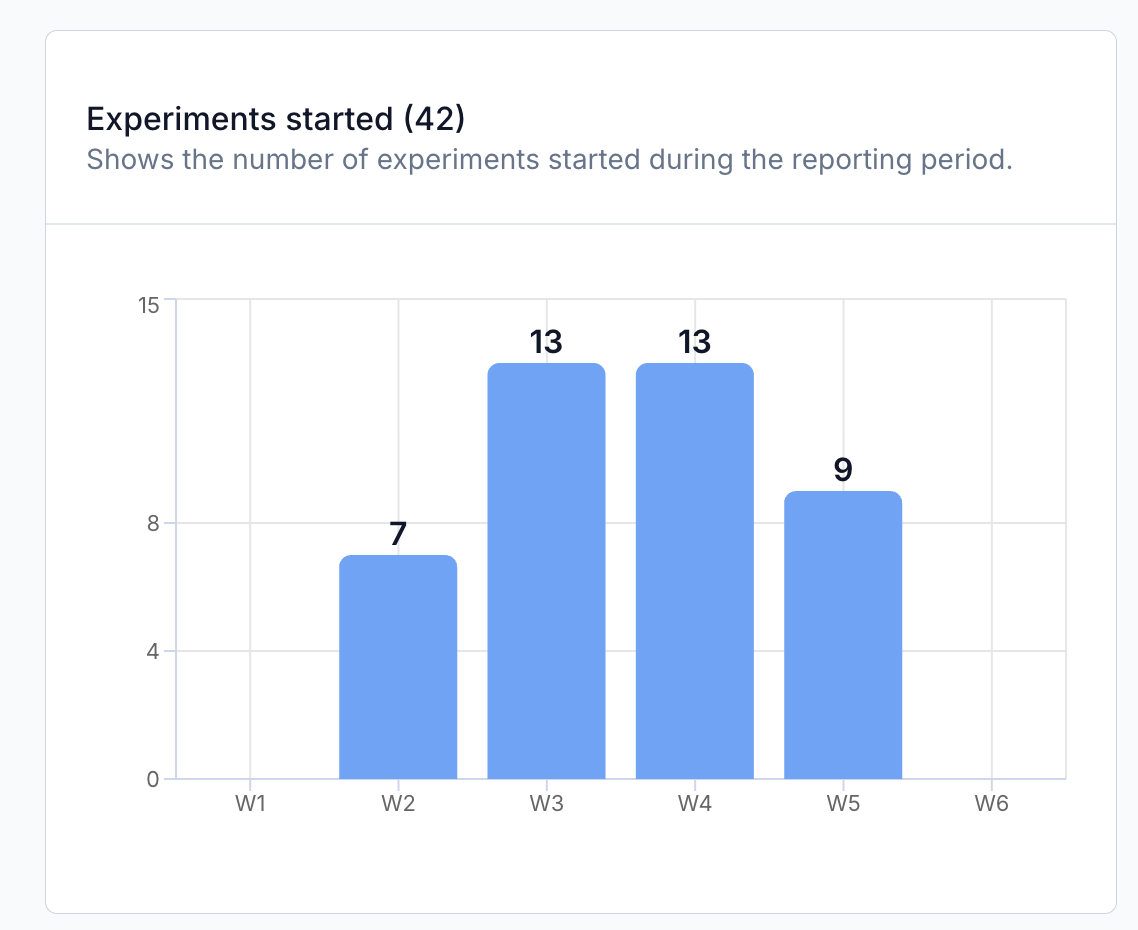 Experiments started (42)
Shows the number of experiments started during the reporting period.
15
13
13
9
8
7
4
0
W1 W2 W3 W4 W5 W6